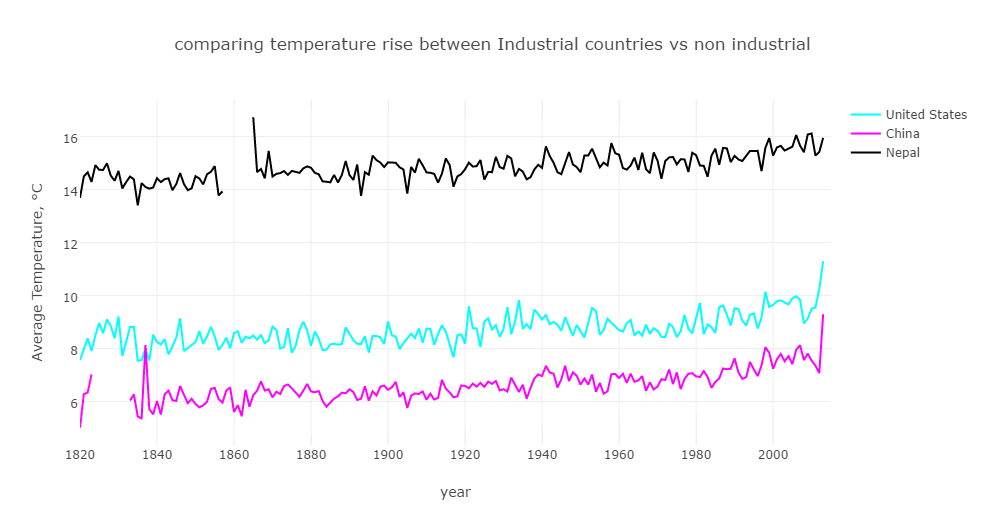 comparing temperature rise between Industrial countries vs non industrial
United States
China
Nepal
Average Temperature, °C
16
14
12
10
8
6
1820
1840
1860
1880
1900
1920
1940
1960
1980
2000
year